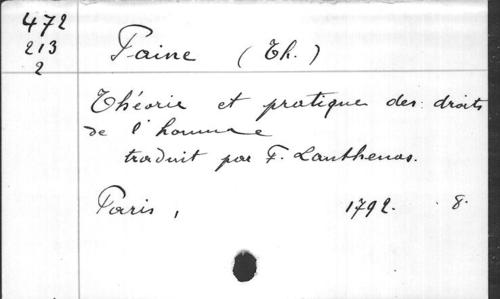 472
213
2
Paine (Th.)
Théorie et pratique des droits
de l'homme
traduit par F. Lanthenas.
Paris, 1792. 8.